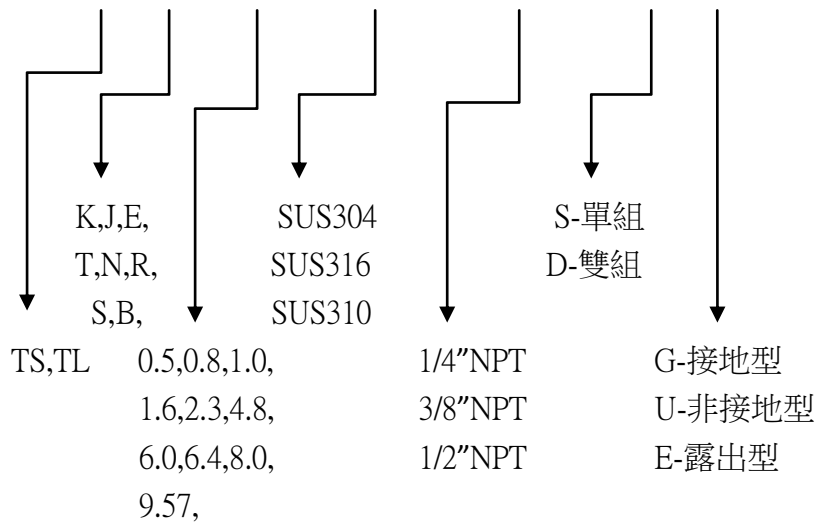 K,J,E, SUS304 S-單組
T,N,R, SUS316 D-雙組
S,B, SUS310
TS,TL 0.5,0.8,1.0, 1/4”NPT G-接地型
1.6,2.3,4.8, 3/8”NPT U-非接地型
6.0,6.4,8.0, 1/2”NPT E-露出型
9.57,